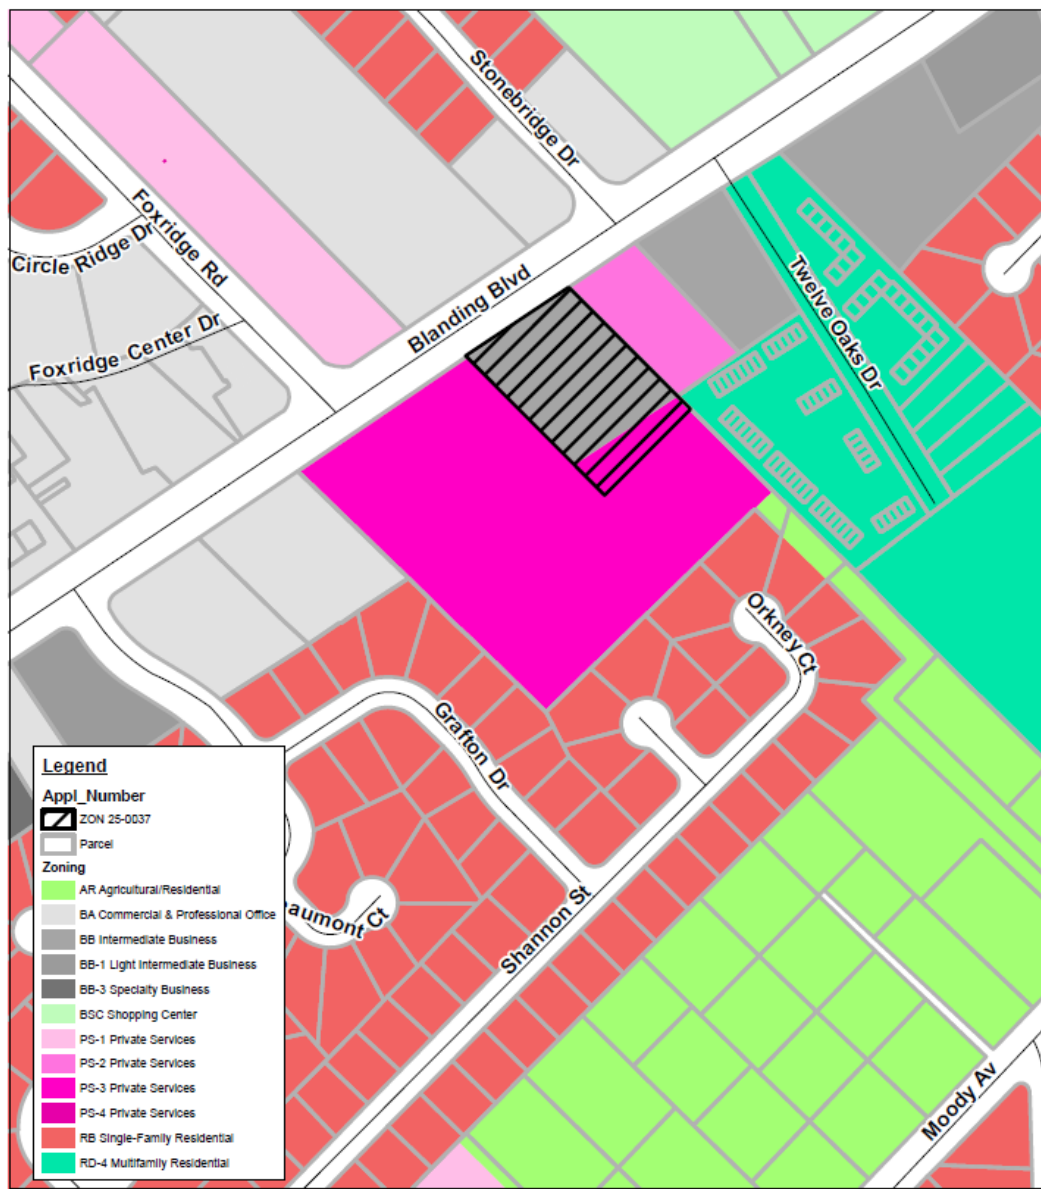 Stonebridge Dr
Foxridge Rd
Circle Ridge Dr
Blanding Blvd
Twelve Oaks Dr
Foxridge Center Dr
Orkney Ct
Grafton Dr
Legend
Appl_Number
ZON 25-0037
Parcel
Zoning
AR Agricultural/Residential
BA Commercial & Professional Office
BB Intermediate Business
BB-1 Light Intermediate Business
BB-3 Specialty Business
BSC Shopping Center
PS-1 Private Services
PS-2 Private Services
PS-3 Private Services
PS-4 Private Services
RB Single-Family Residential
RD-4 Multifamily Residential
aumont Ct
Shannon St
Moody Av